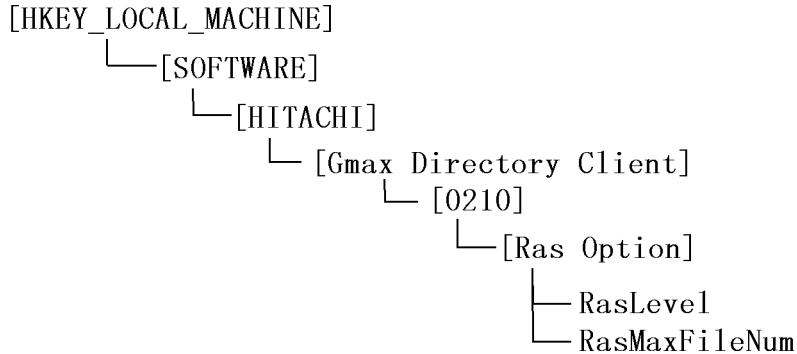 [HKEY_LOCAL_MACHINE]
[SOFTWARE]
[HITACHI]
[Gmax Directory Client]
[0210]
[Ras Option]
RasLevel
RasMaxFileNum